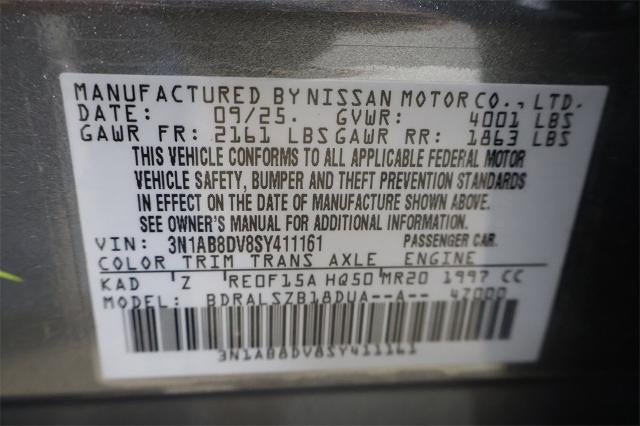 MANUFACTURED BY NISSAN MOTOR CO., LTD.
DATE: 09/25. GVWR: 4001 LBS
GAWR FR: 2161 LBS GAWR RR: 1863 LBS
THIS VEHICLE CONFORMS TO ALL APPLICABLE FEDERAL MOTOR
VEHICLE SAFETY, BUMPER AND THEFT PREVENTION STANDARDS
IN EFFECT ON THE DATE OF MANUFACTURE SHOWN ABOVE.
SEE OWNER'S MANUAL FOR ADDITIONAL INFORMATION.
VIN: 3N1AB8DV8SY411161 PASSENGER CAR.
COLOR TRIM TRANS AXLE ENGINE
KAD Z RE0F15A HQ50 MR20 1997 CC
MODEL: BDRALSZB18DUA--A-- 47000
3N1AB8DV8SY411161